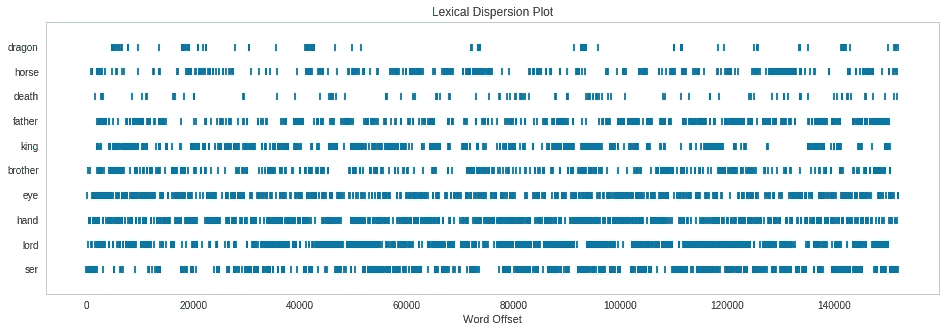 Lexical Dispersion Plot
dragon
horse
death
father
king
brother
eye
hand
lord
ser
0 20000 40000 60000 80000 100000 120000 140000
Word Offset